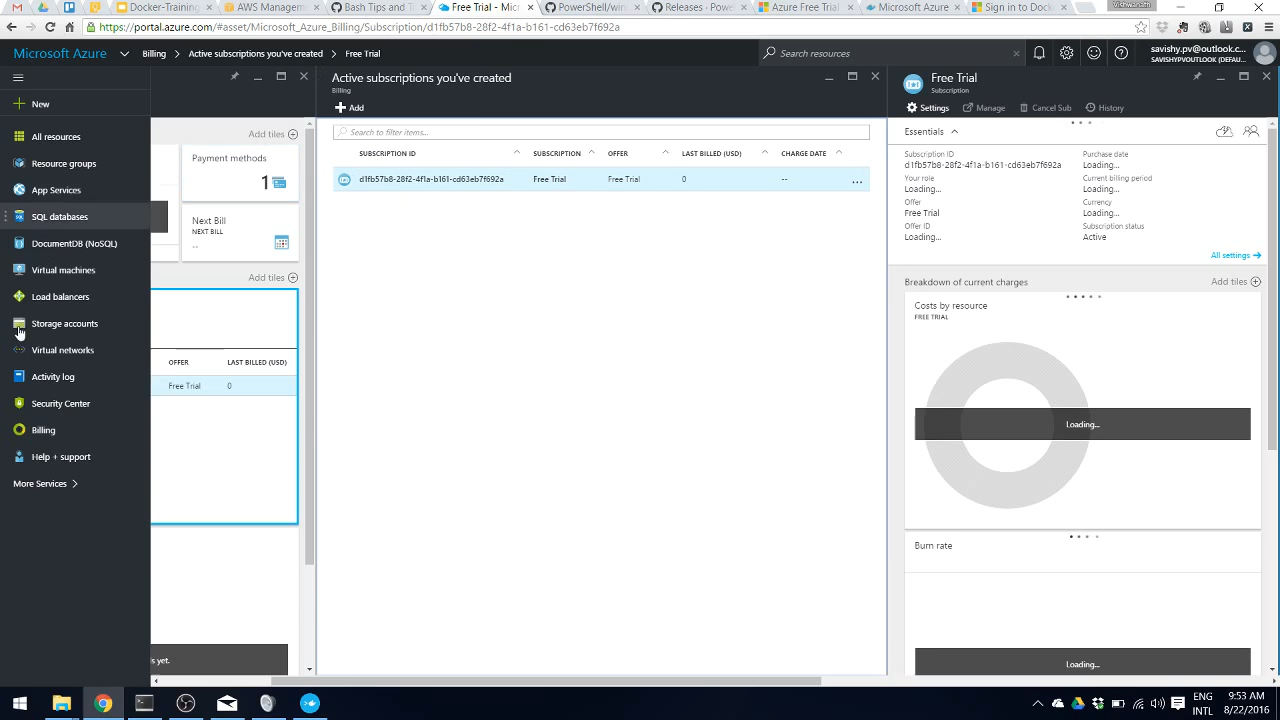 Docker-Training
AWS Managem
Bash Tips and Ti
Free Trial - Micr
PowerShell/win
Releases · Powe
Azure Free Trial
Microsoft Azure
Sign in to Dock
Vishwanath
https://portal.azure.com/#asset/Microsoft_Azure_Billing/Subscription/d1fb57b8-28f2-4f1a-b161-cd63eb7f692a
Microsoft Azure
Billing
Active subscriptions you've created
Free Trial
Search resources
savishy.pv@outlook.c...
SAVISHYPVOUTLOOK (DEFAU...
New
All resources
Resource groups
App Services
SQL databases
DocumentDB (NoSQL)
Virtual machines
Load balancers
Storage accounts
Virtual networks
Activity log
Security Center
Billing
Help + support
More Services
Add tiles
Payment methods
1
Next Bill
NEXT BILL
--
Add tiles
OFFER
LAST BILLED (USD)
Free Trial
0
s yet.
Active subscriptions you've created
Billing
Add
Search to filter items...
SUBSCRIPTION ID
SUBSCRIPTION
OFFER
LAST BILLED (USD)
CHARGE DATE
d1fb57b8-28f2-4f1a-b161-cd63eb7f692a
Free Trial
Free Trial
0
--
...
Free Trial
Subscription
Settings
Manage
Cancel Sub
History
Essentials
Subscription ID
d1fb57b8-28f2-4f1a-b161-cd63eb7f692a
Your role
Loading...
Offer
Free Trial
Offer ID
Loading...
Purchase date
Loading...
Current billing period
Loading...
Currency
Loading...
Subscription status
Active
All settings
Breakdown of current charges
Add tiles
Costs by resource
FREE TRIAL
Loading...
Burn rate
Loading...
ENG
INTL
9:53 AM
8/22/2016